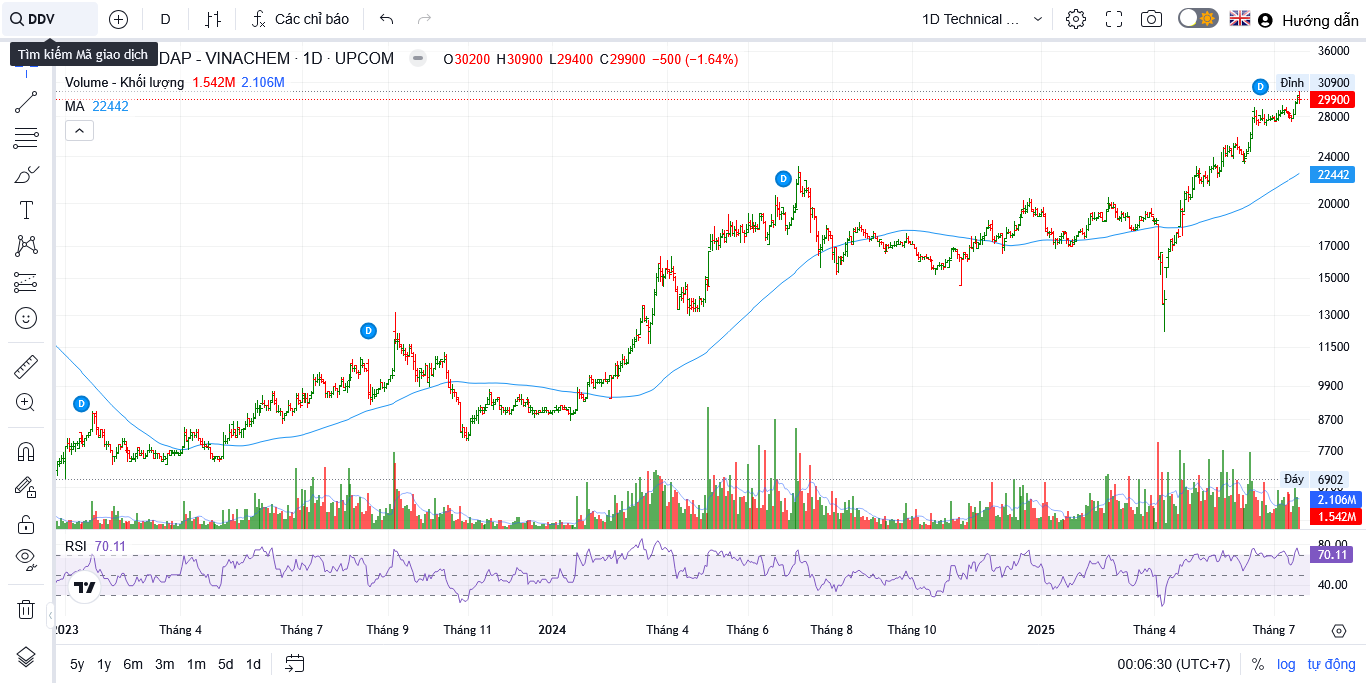 DDV D Các chỉ báo 1D Technical ... Hướng dẫn
Tìm kiếm Mã giao dịch
DAP - VINACHEM · 1D · UPCOM O30200 H30900 L29400 C29900 −500 (−1.64%)
Volume - Khối lượng 1.542M 2.106M
MA 22442
36000
D Đỉnh 30900
29900
28000
24000
22442
D
20000
17000
15000
13000
D
11500
9900
D
8700
7700
Đáy 6902
2.106M
1.542M
RSI 70.11
80.00
70.11
40.00
2023 Tháng 4 Tháng 7 Tháng 9 Tháng 11 2024 Tháng 4 Tháng 6 Tháng 8 Tháng 10 2025 Tháng 4 Tháng 7
5y 1y 6m 3m 1m 5d 1d 00:06:30 (UTC+7) % log tự động